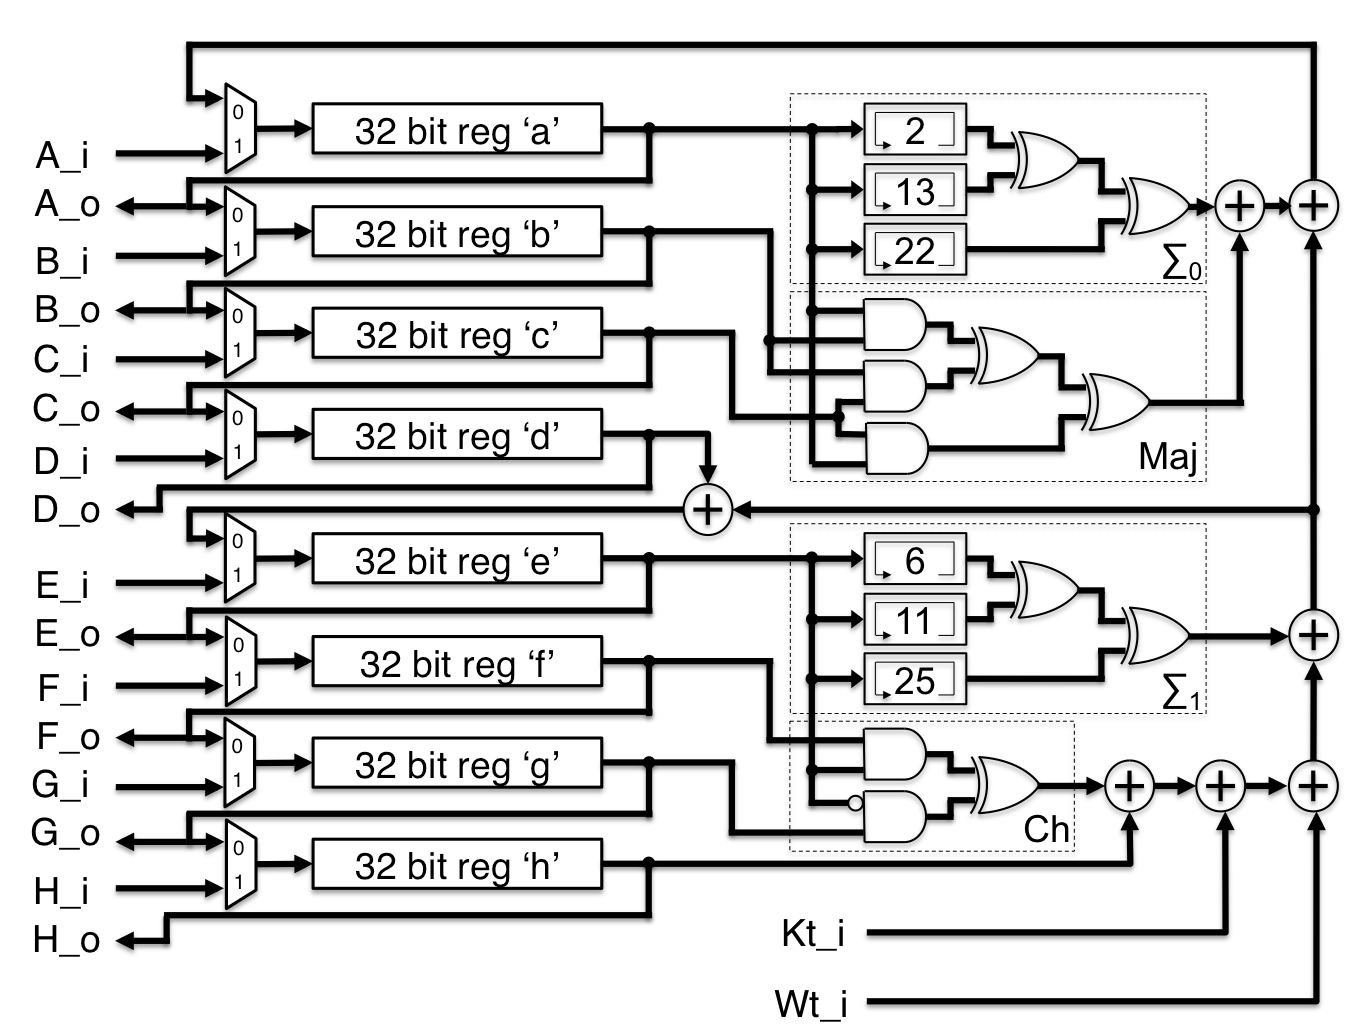 0
1
32 bit reg ‘a’
2
A_i
13
A_o
0
1
32 bit reg ‘b’
+
+
22
B_i
∑0
B_o
0
1
32 bit reg ‘c’
C_i
C_o
0
1
32 bit reg ‘d’
D_i
Maj
D_o
+
0
1
32 bit reg ‘e’
6
E_i
11
E_o
0
1
32 bit reg ‘f’
+
25
F_i
∑1
F_o
0
1
32 bit reg ‘g’
G_i
+
+
+
G_o
Ch
0
1
32 bit reg ‘h’
H_i
H_o
Kt_i
Wt_i